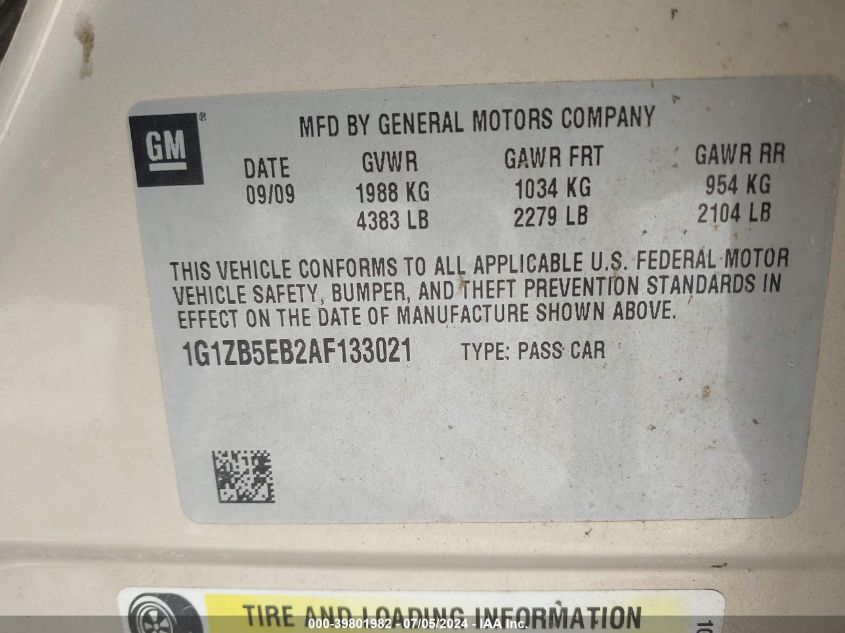 GM®
MFD BY GENERAL MOTORS COMPANY
DATE GVWR GAWR FRT GAWR RR
09/09 1988 KG 1034 KG 954 KG
4383 LB 2279 LB 2104 LB
THIS VEHICLE CONFORMS TO ALL APPLICABLE U.S. FEDERAL MOTOR
VEHICLE SAFETY, BUMPER, AND THEFT PREVENTION STANDARDS IN
EFFECT ON THE DATE OF MANUFACTURE SHOWN ABOVE.
1G1ZB5EB2AF133021 TYPE: PASS CAR
TIRE AND LOADING INFORMATION
000-39801982 - 07/05/2024 - IAA Inc.